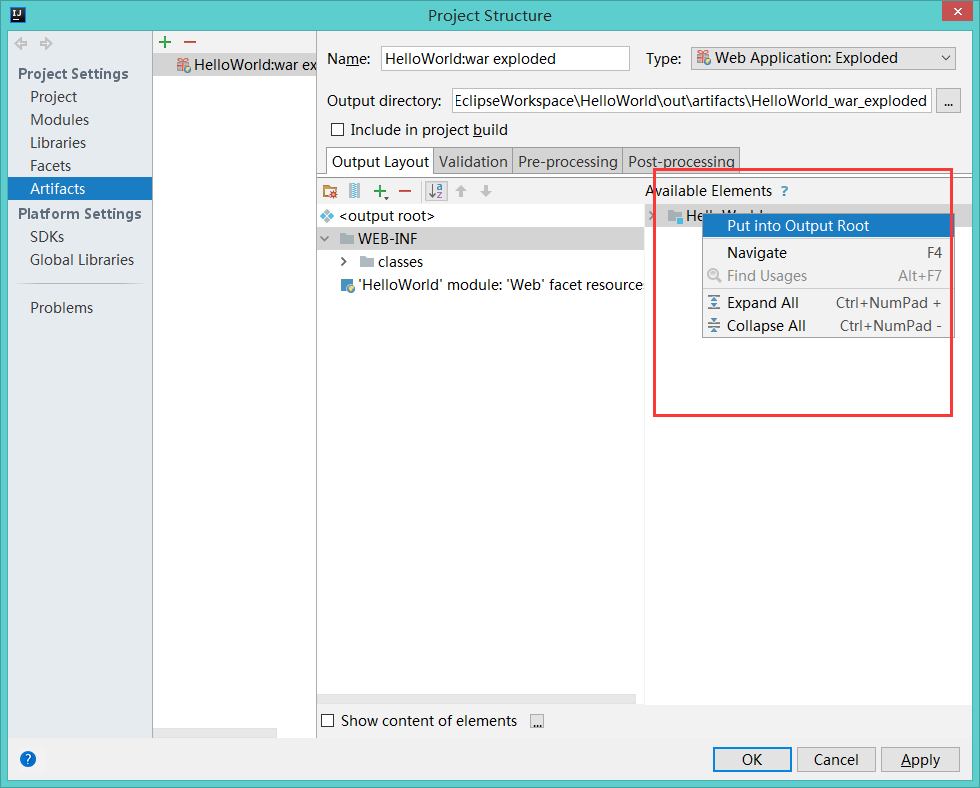 Project Structure
Project Settings
Project
Modules
Libraries
Facets
Artifacts
Platform Settings
SDKs
Global Libraries
Problems
HelloWorld:war ex
Name: HelloWorld:war exploded
Type: Web Application: Exploded
Output directory: EclipseWorkspace\HelloWorld\out\artifacts\HelloWorld_war_exploded ...
Include in project build
Output Layout Validation Pre-processing Post-processing
<output root>
WEB-INF
classes
'HelloWorld' module: 'Web' facet resource
Available Elements ?
Put into Output Root
Navigate F4
Find Usages Alt+F7
Expand All Ctrl+NumPad +
Collapse All Ctrl+NumPad -
Show content of elements ...
?
OK Cancel Apply